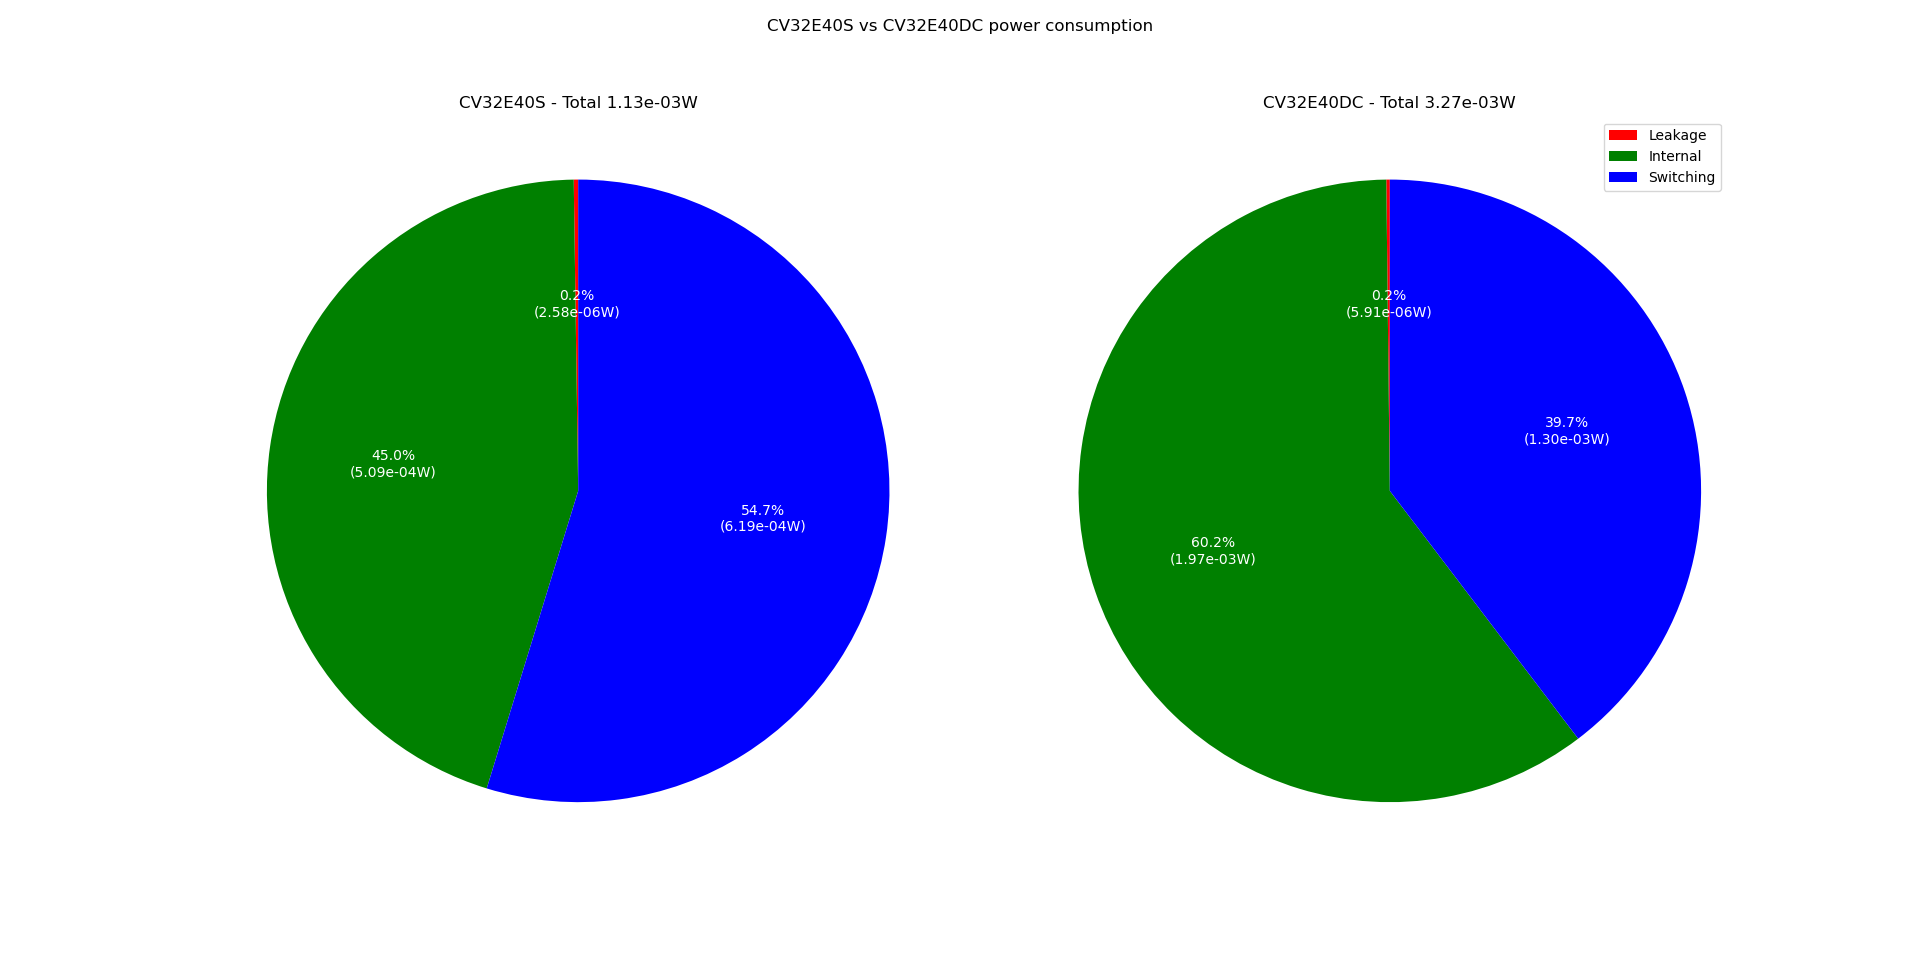 CV32E40S vs CV32E40DC power consumption
CV32E40S - Total 1.13e-03W
0.2%
(2.58e-06W)
45.0%
(5.09e-04W)
54.7%
(6.19e-04W)
CV32E40DC - Total 3.27e-03W
Leakage
Internal
Switching
0.2%
(5.91e-06W)
39.7%
(1.30e-03W)
60.2%
(1.97e-03W)